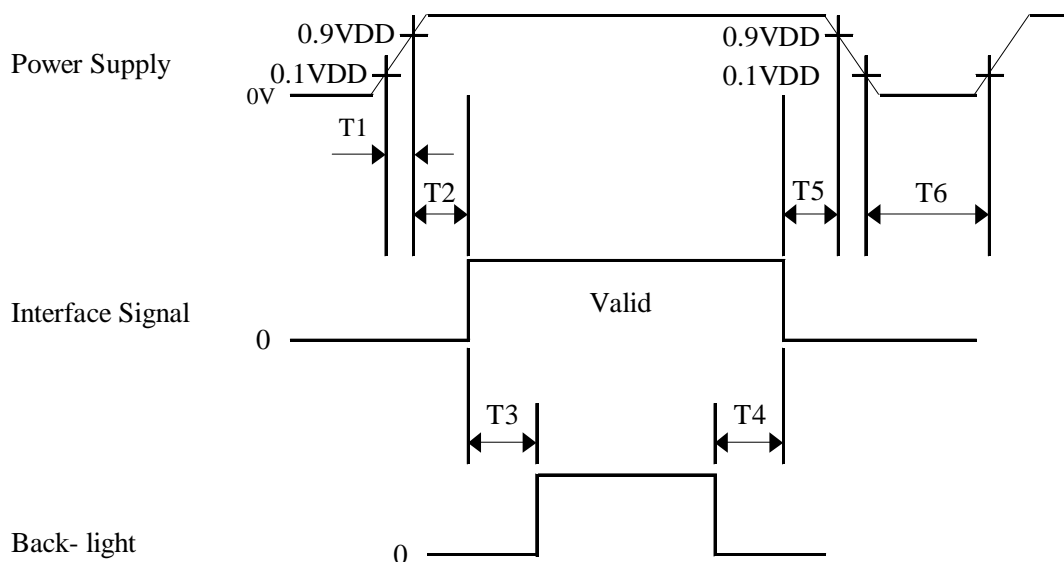 0.9VDD
0.9VDD
Power Supply
0.1VDD
0.1VDD
0V
T1
T2
T5
T6
Valid
Interface Signal
0
T3
T4
Back- light
0